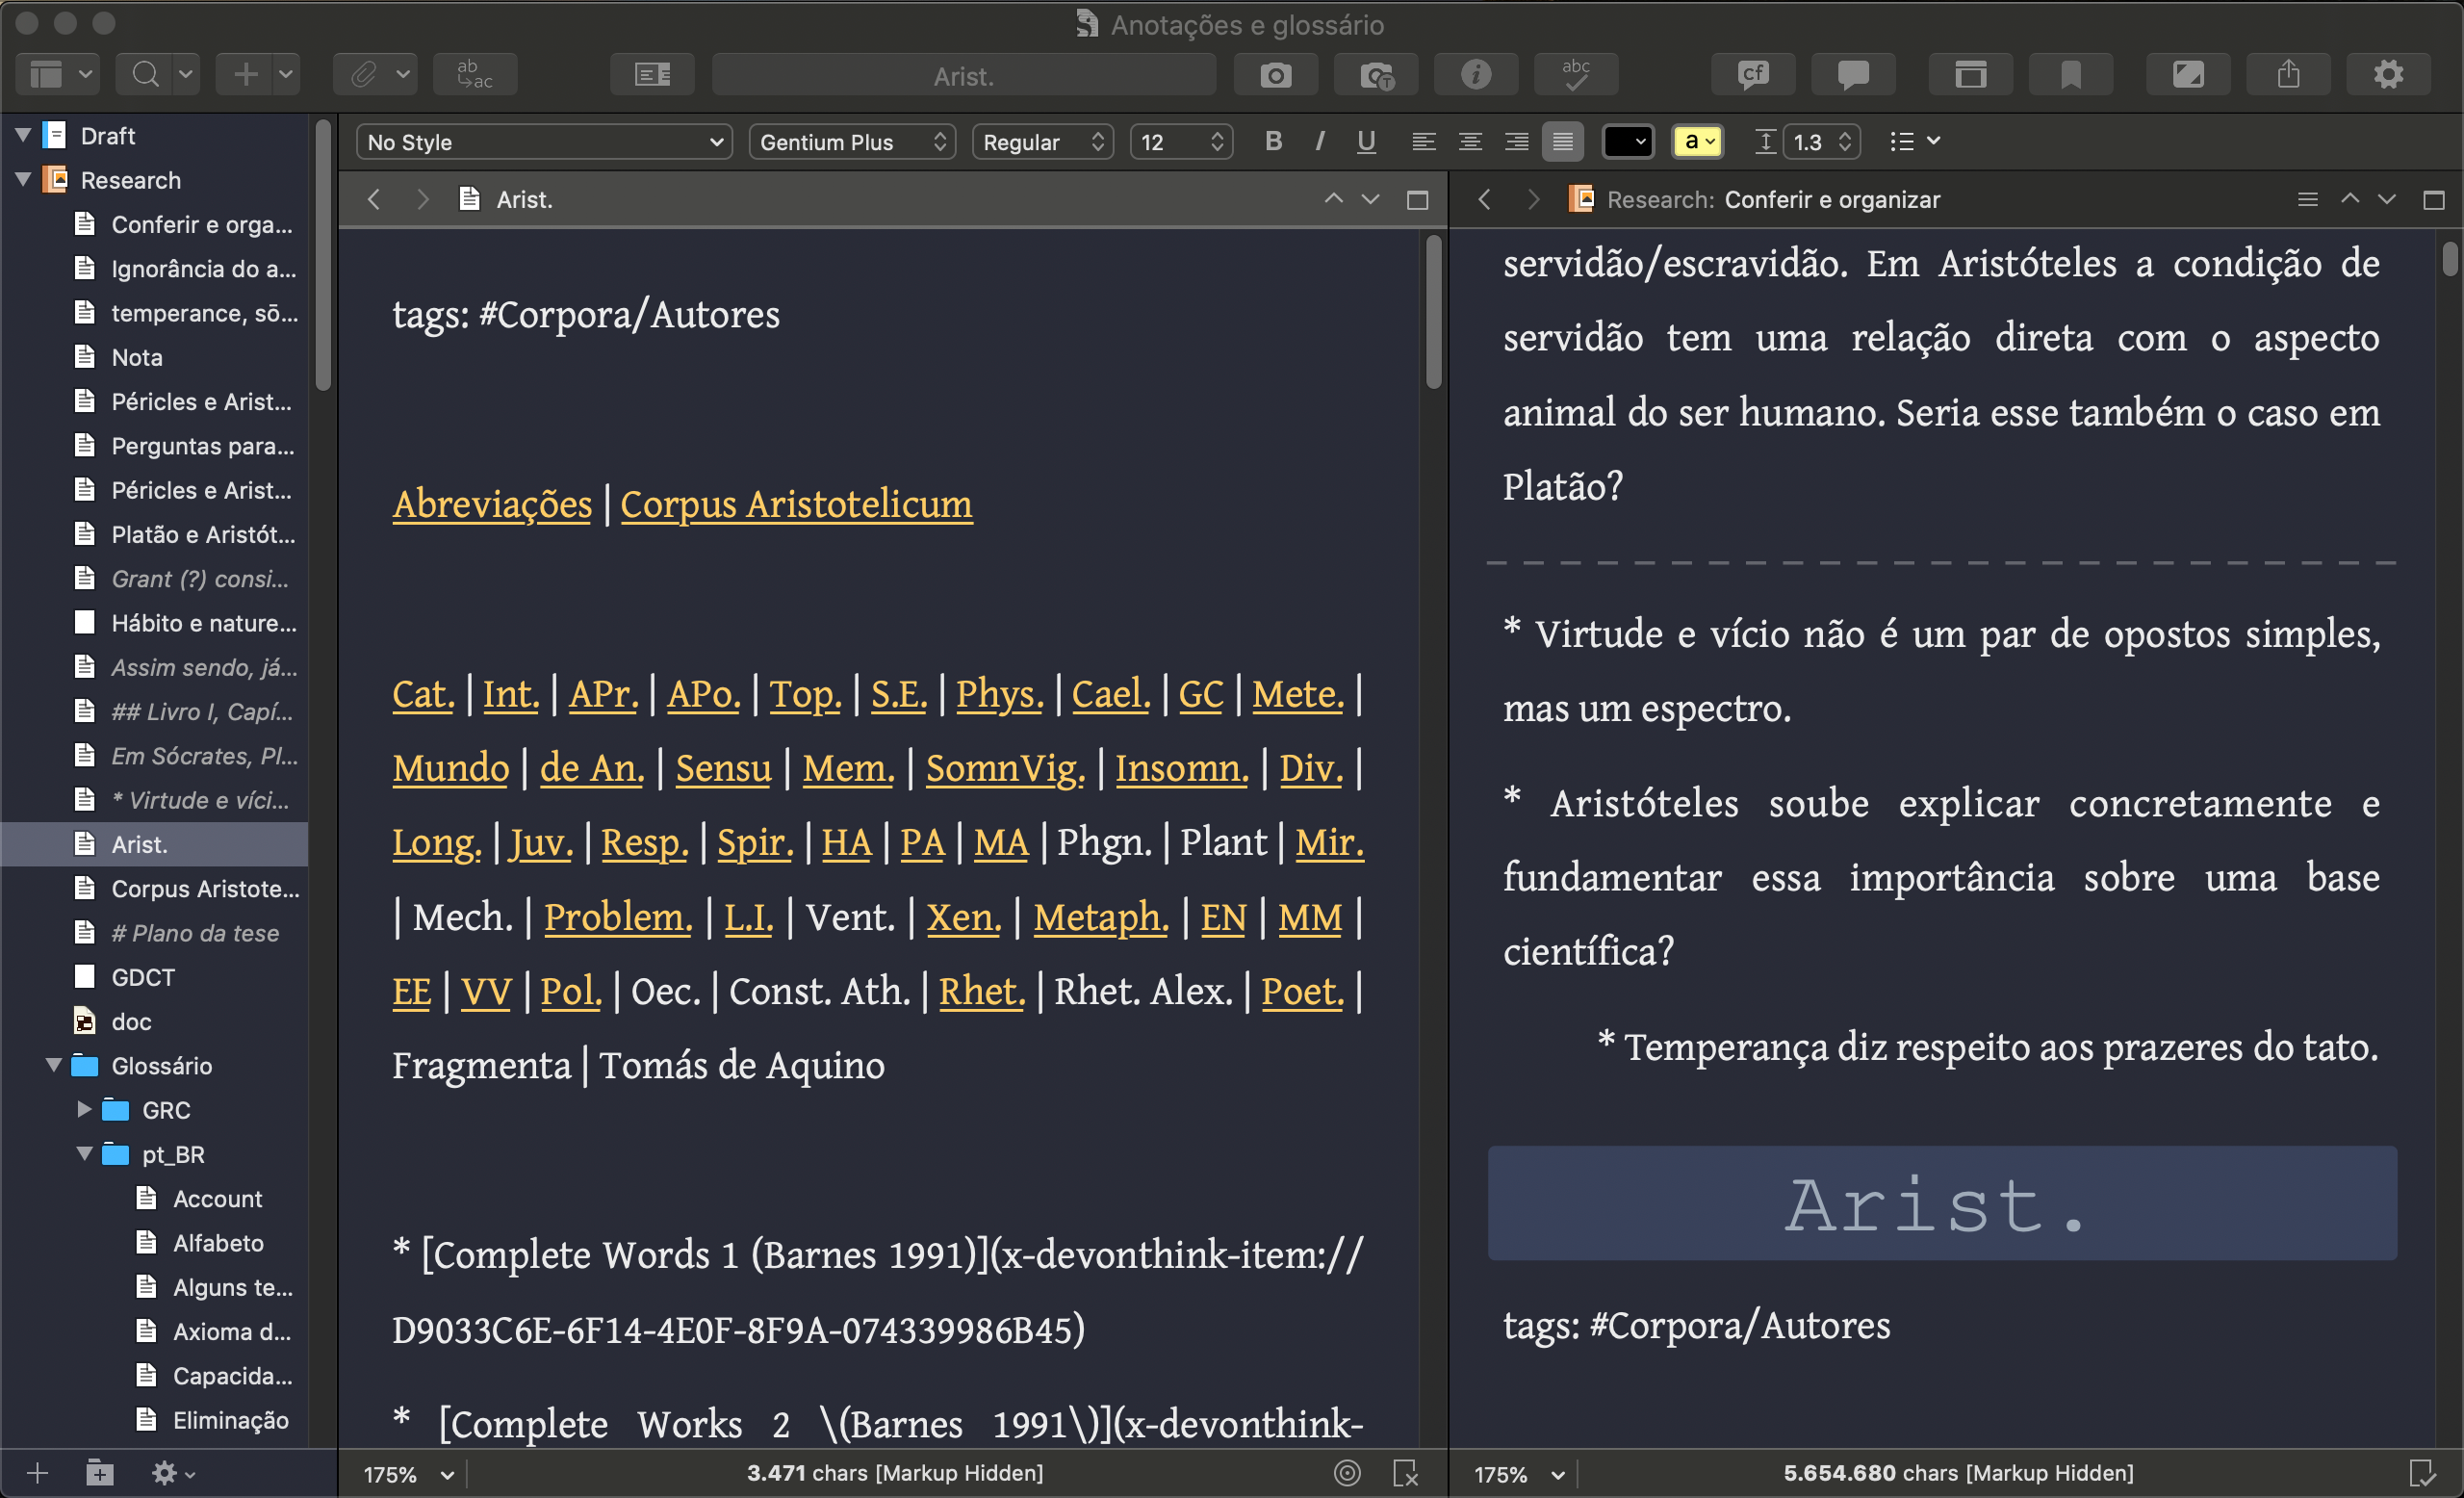 Anotações e glossário
ab
ac
Arist.
T
i
abc
cf
Draft
Research
Conferir e orga...
Ignorância do a...
temperance, sō...
Nota
Péricles e Arist...
Perguntas para...
Péricles e Arist...
Platão e Aristót...
Grant (?) consi...
Hábito e nature...
Assim sendo, já...
## Livro I, Capí...
Em Sócrates, Pl...
* Virtude e víci...
Arist.
Corpus Aristote...
# Plano da tese
GDCT
doc
Glossário
GRC
pt_BR
Account
Alfabeto
Alguns te...
Axioma d...
Capacida...
Eliminação
No Style
Gentium Plus
Regular
12
B I U
a
1.3
Arist.
tags: #Corpora/Autores
Abreviações | Corpus Aristotelicum
Cat. | Int. | APr. | APo. | Top. | S.E. | Phys. | Cael. | GC | Mete. |
Mundo | de An. | Sensu | Mem. | SomnVig. | Insomn. | Div. |
Long. | Juv. | Resp. | Spir. | HA | PA | MA | Phgn. | Plant | Mir.
| Mech. | Problem. | L.I. | Vent. | Xen. | Metaph. | EN | MM |
EE | VV | Pol. | Oec. | Const. Ath. | Rhet. | Rhet. Alex. | Poet. |
Fragmenta | Tomás de Aquino
* [Complete Words 1 (Barnes 1991)](x-devonthink-item://
D9033C6E-6F14-4E0F-8F9A-074339986B45)
* [Complete Works 2 \(Barnes 1991\)](x-devonthink-
175%
3.471 chars [Markup Hidden]
Research: Conferir e organizar
servidão/escravidão. Em Aristóteles a condição de
servidão tem uma relação direta com o aspecto
animal do ser humano. Seria esse também o caso em
Platão?
* Virtude e vício não é um par de opostos simples,
mas um espectro.
* Aristóteles soube explicar concretamente e
fundamentar essa importância sobre uma base
científica?
* Temperança diz respeito aos prazeres do tato.
Arist.
tags: #Corpora/Autores
175%
5.654.680 chars [Markup Hidden]